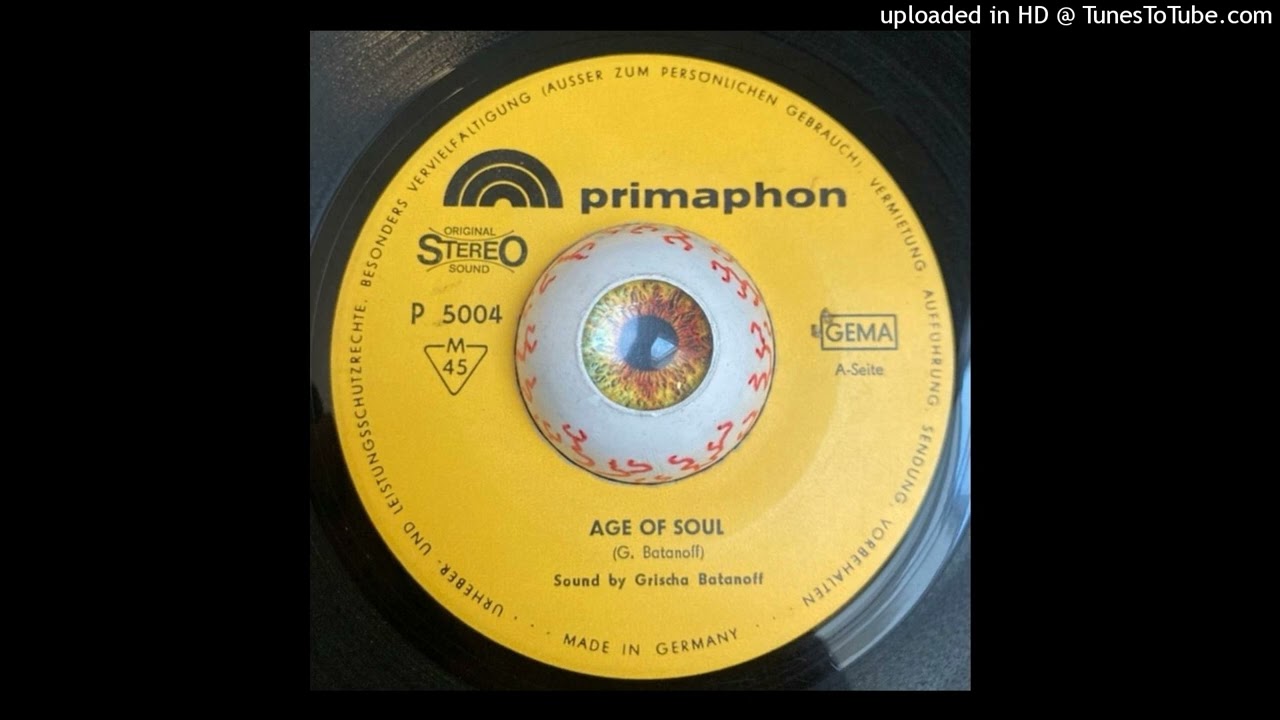 uploaded in HD @ TunesToTube.com
URHEBER- UND LEISTUNGSSCHUTZRECHTE, BESONDERS VERVIELFÄLTIGUNG (AUSSER ZUM PERSÖNLICHEN GEBRAUCH), VERMIETUNG, AUFFÜHRUNG, SENDUNG, VORBEHALTEN
primaphon
ORIGINAL
STEREO
SOUND
P 5004
M
45
GEMA
A-Seite
AGE OF SOUL
(G. Batanoff)
Sound by Grischa Batanoff
. . . MADE IN GERMANY . . .